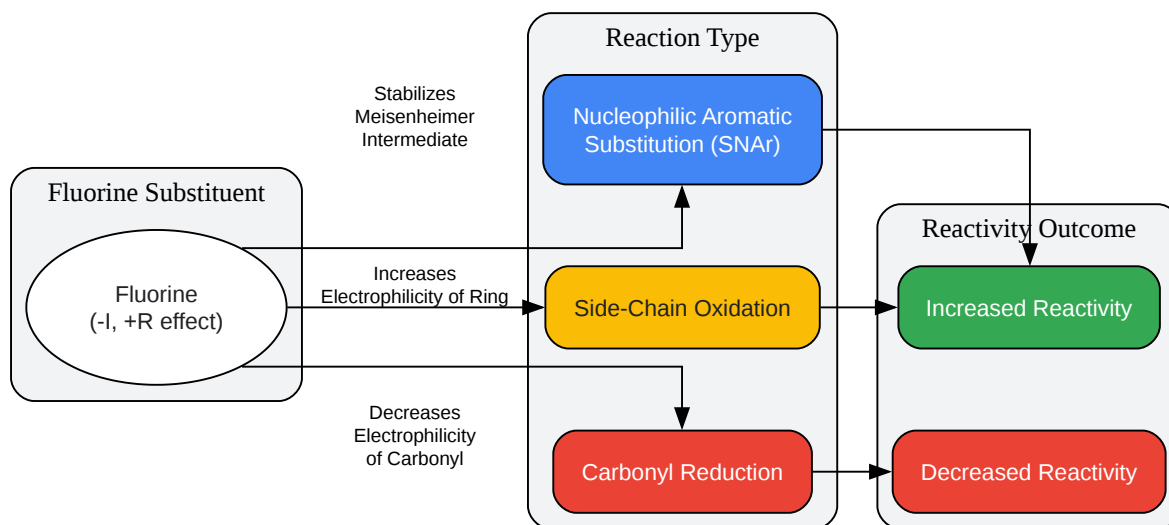 Reaction Type
Stabilizes
Meisenheimer
Intermediate
Nucleophilic Aromatic
Substitution (SNAr)
Fluorine Substituent
Fluorine
(-I, +R effect)
Increases
Electrophilicity of Ring
Side-Chain Oxidation
Reactivity Outcome
Increased Reactivity
Decreases
Electrophilicity
of Carbonyl
Carbonyl Reduction
Decreased Reactivity